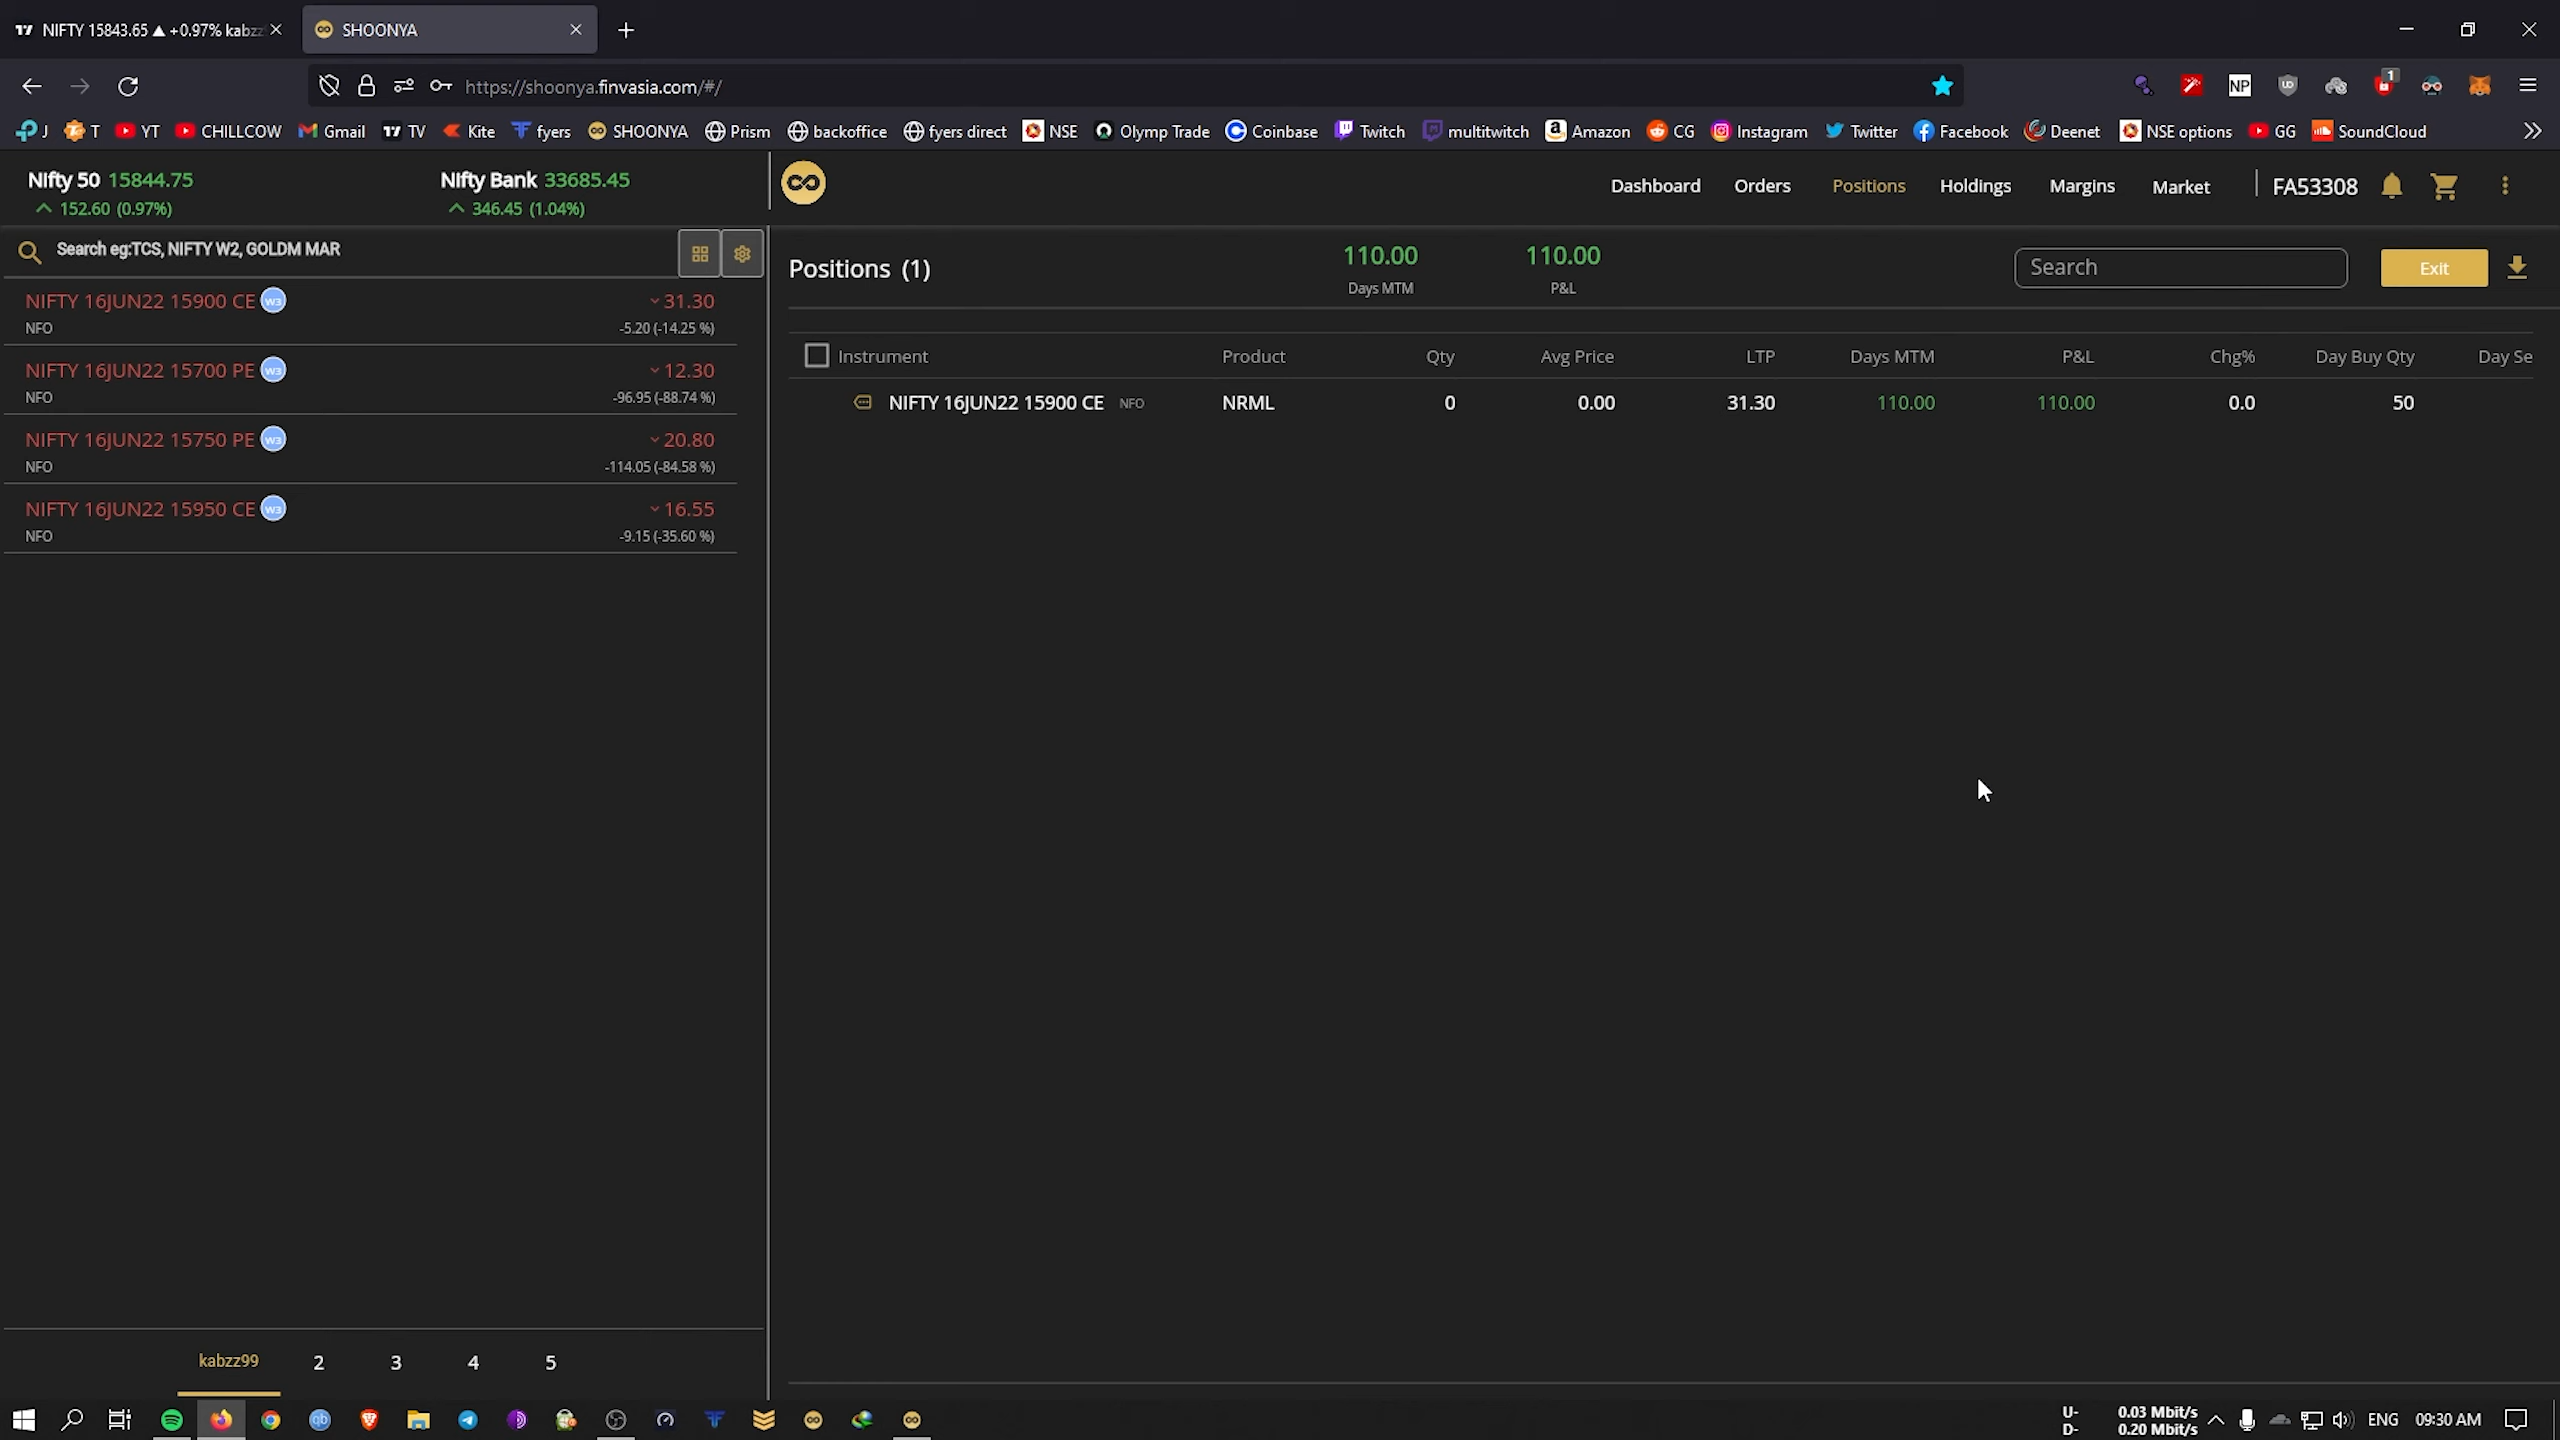 NIFTY 15843.65 ▲ +0.97% kabzz
SHOONYA
https://shoonya.finvasia.com/#/
NP
1
J
T
YT
CHILLCOW
Gmail
TV
Kite
fyers
SHOONYA
Prism
backoffice
fyers direct
NSE
Olymp Trade
Coinbase
Twitch
multitwitch
Amazon
CG
Instagram
Twitter
Facebook
Deenet
NSE options
GG
SoundCloud
Nifty 50 15844.75
152.60 (0.97%)
Nifty Bank 33685.45
346.45 (1.04%)
Dashboard
Orders
Positions
Holdings
Margins
Market
FA53308
Search eg:TCS, NIFTY W2, GOLDM MAR
NIFTY 16JUN22 15900 CE W3 31.30
NFO -5.20 (-14.25 %)
NIFTY 16JUN22 15700 PE W3 12.30
NFO -96.95 (-88.74 %)
NIFTY 16JUN22 15750 PE W3 20.80
NFO -114.05 (-84.58 %)
NIFTY 16JUN22 15950 CE W3 16.55
NFO -9.15 (-35.60 %)
kabzz99 2 3 4 5
Positions (1)
110.00
Days MTM
110.00
P&L
Search
Exit
Instrument Product Qty Avg Price LTP Days MTM P&L Chg% Day Buy Qty Day Se
NIFTY 16JUN22 15900 CE NFO NRML 0 0.00 31.30 110.00 110.00 0.0 50
U- 0.03 Mbit/s
D- 0.20 Mbit/s
ENG
09:30 AM